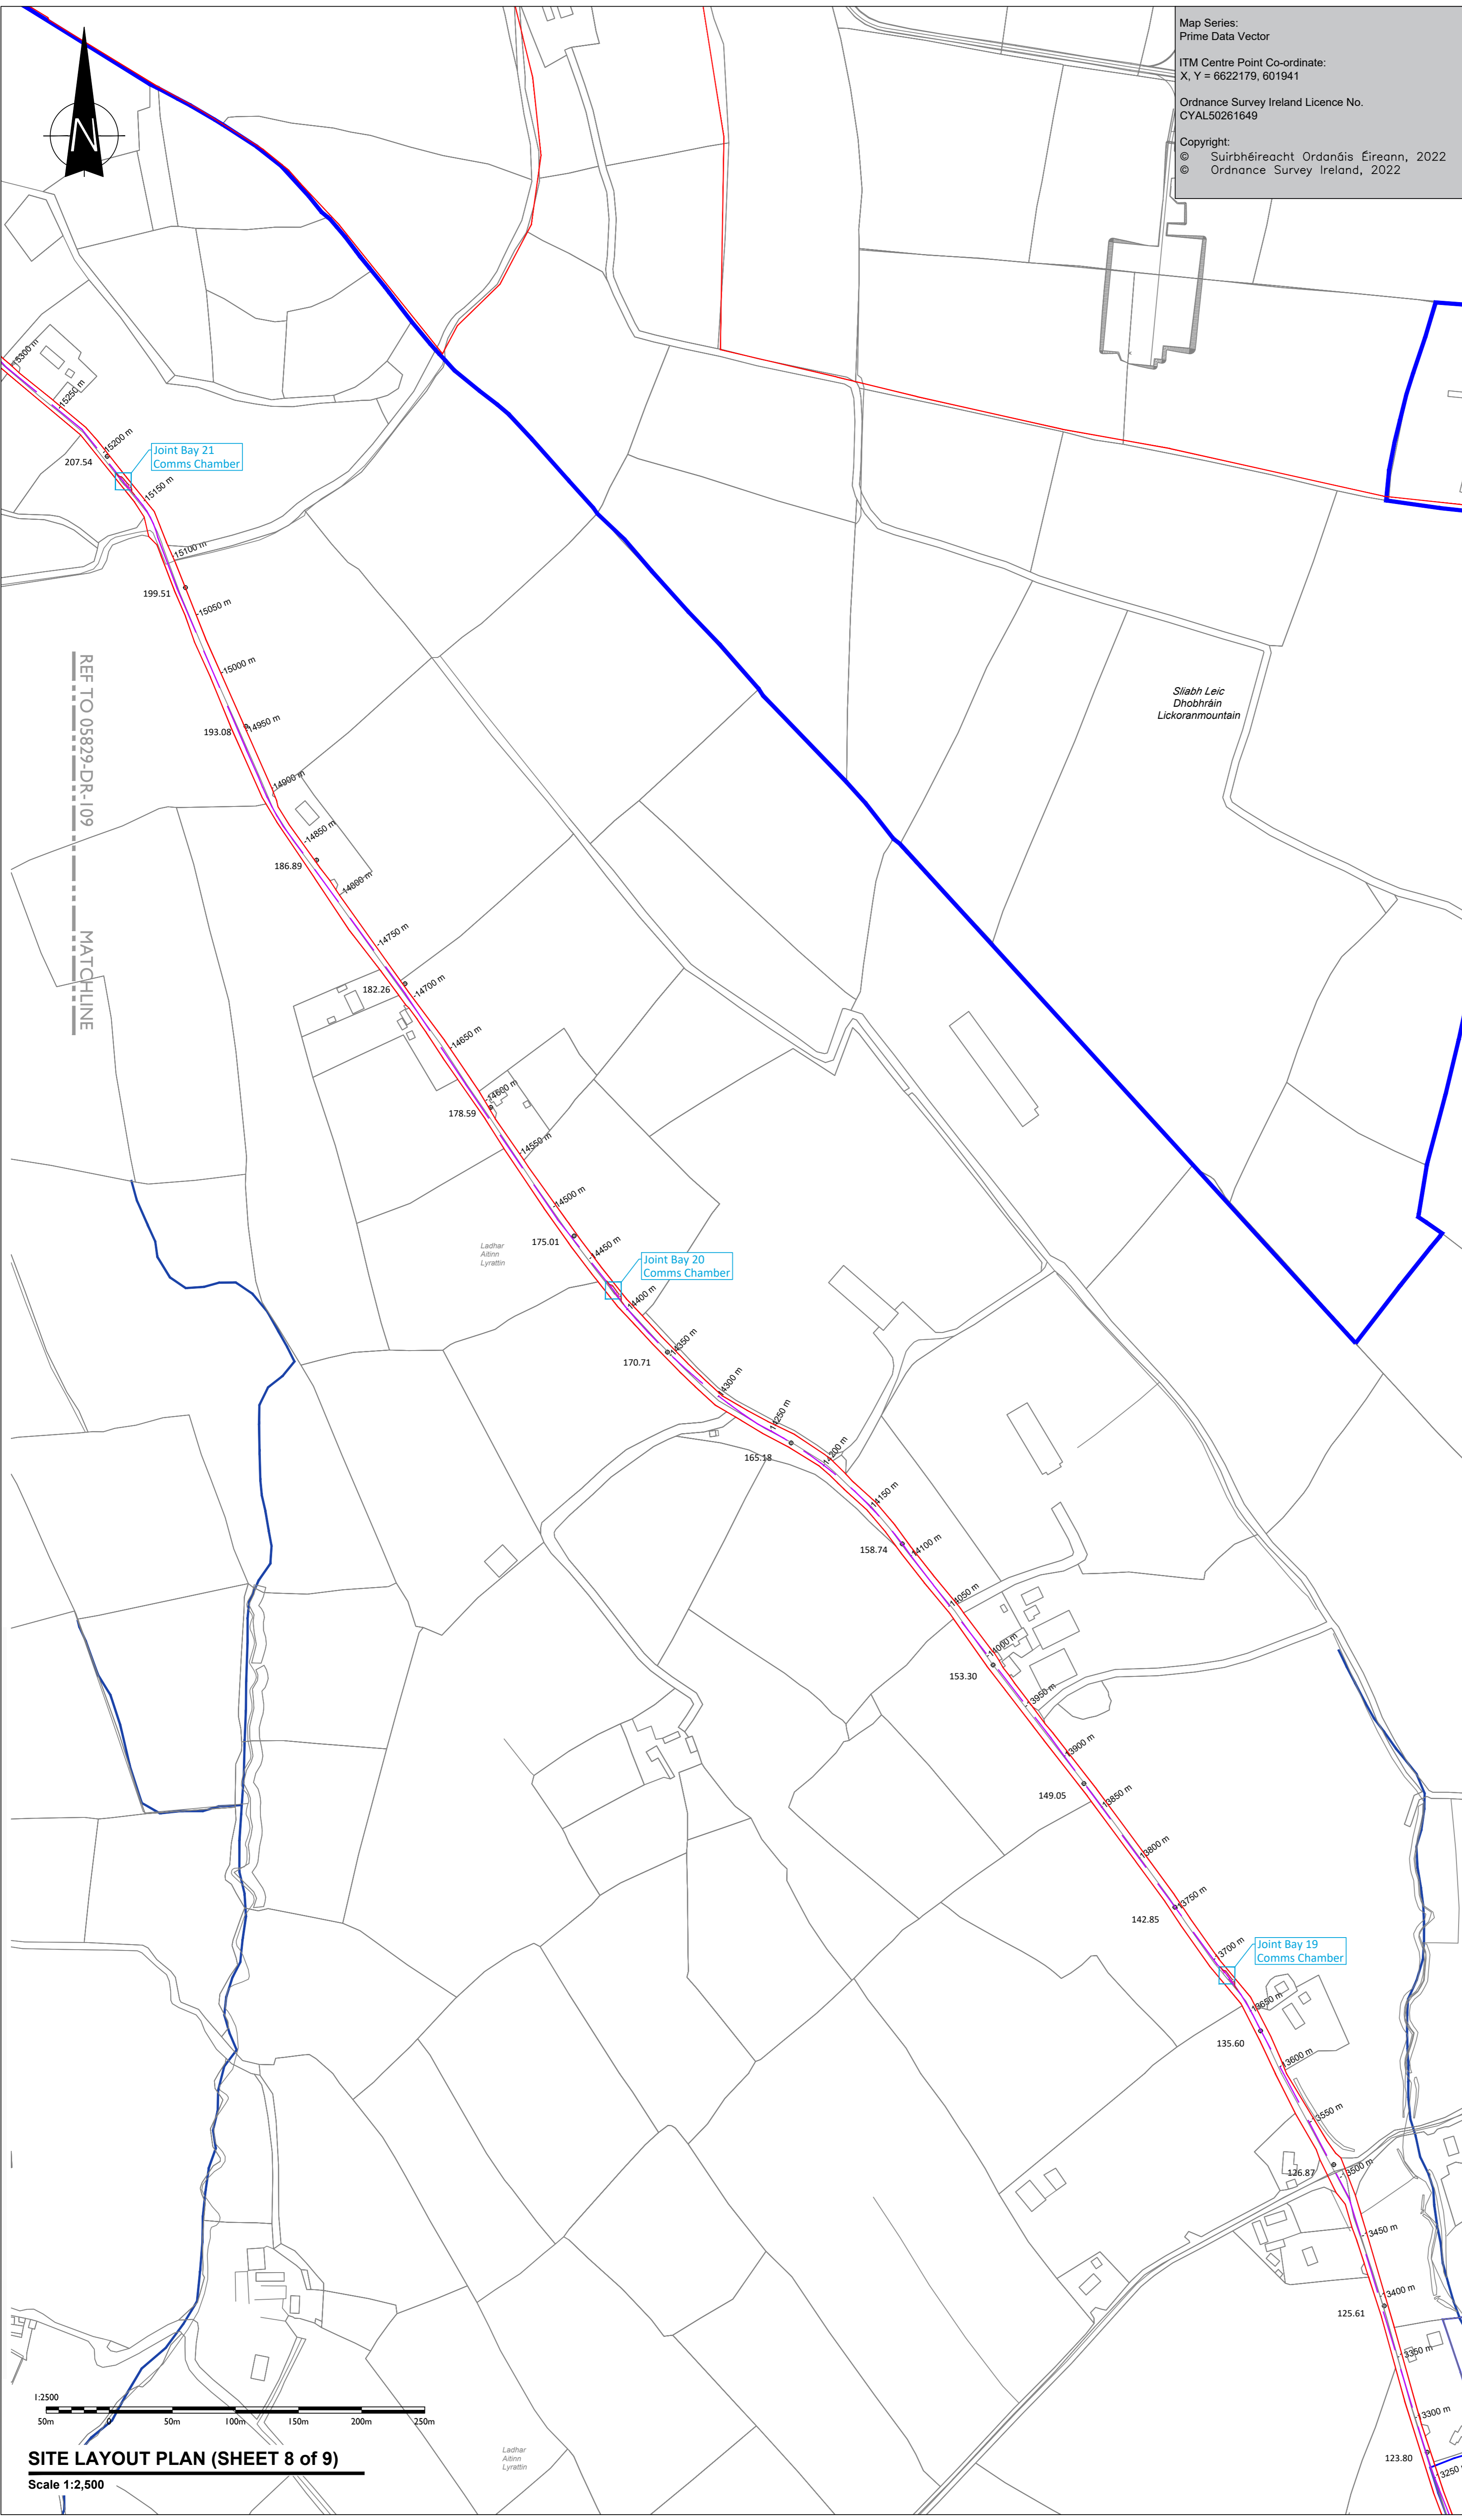 Map Series:
Prime Data Vector
ITM Centre Point Co-ordinate:
X, Y = 6622179, 601941
Ordnance Survey Ireland Licence No.
CYAL50261649
Copyright:
© Suirbhéireacht Ordanáis Éireann, 2022
© Ordnance Survey Ireland, 2022
N
15300 m
15250 m
15200 m
207.54
Joint Bay 21
Comms Chamber
15150 m
15100 m
199.51
15050 m
15000 m
REF TO 05829-DR-109
MATCHLINE
Sliabh Leic
Dhobhráin
Lickoranmountain
14950 m
193.08
14900 m
14850 m
186.89
14800 m
14750 m
182.26
14700 m
14650 m
14600 m
178.59
14550 m
14500 m
175.01
14450 m
Ladhar
Aitinn
Lyrattin
Joint Bay 20
Comms Chamber
14400 m
14350 m
170.71
14300 m
14250 m
165.18
14200 m
14150 m
158.74
14100 m
14050 m
14000 m
153.30
13950 m
13900 m
149.05
13850 m
13800 m
13750 m
142.85
13700 m
Joint Bay 19
Comms Chamber
13650 m
135.60
13600 m
13550 m
126.87
13500 m
13450 m
13400 m
125.61
13350 m
13300 m
123.80
13250
1:2500
50m 0 50m 100m 150m 200m 250m
SITE LAYOUT PLAN (SHEET 8 of 9)
Scale 1:2,500
Ladhar
Aitinn
Lyrattin